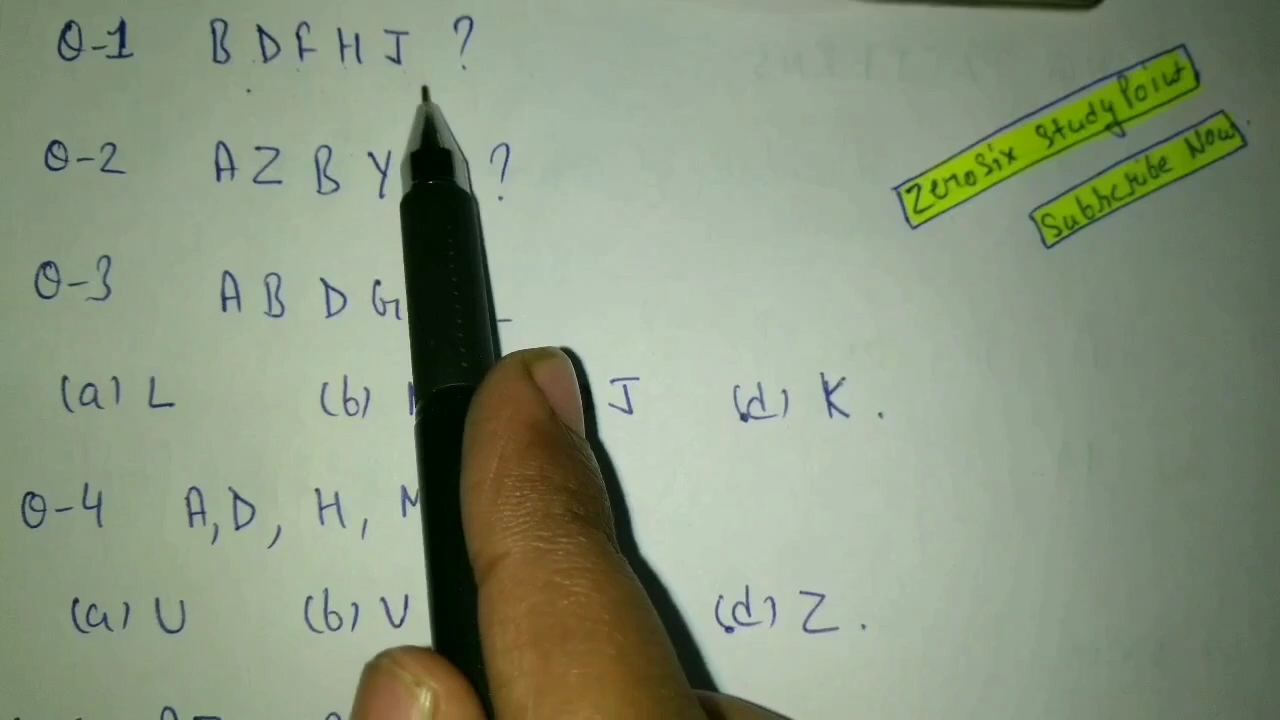 Q-1 B D F H J ?
Zerosix Study Point
Subscribe Now
Q-2 A Z B Y ?
Q-3 A B D G _
(a) L (b) J (d) K.
Q-4 A, D, H, M
(a) U (b) V (d) Z.